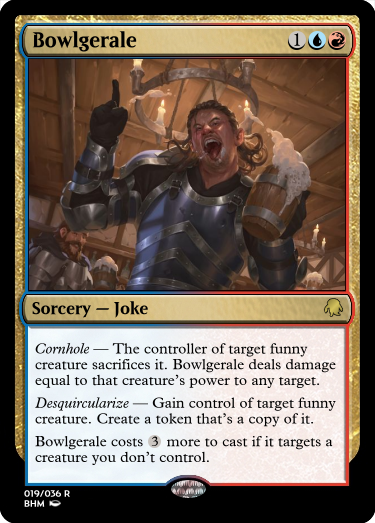 Bowlgerale 1
Sorcery — Joke
Cornhole — The controller of target funny
creature sacrifices it. Bowlgerale deals damage
equal to that creature's power to any target.
Desquircularize — Gain control of target funny
creature. Create a token that's a copy of it.
Bowlgerale costs 3 more to cast if it targets a
creature you don't control.
019/036 R
BHM